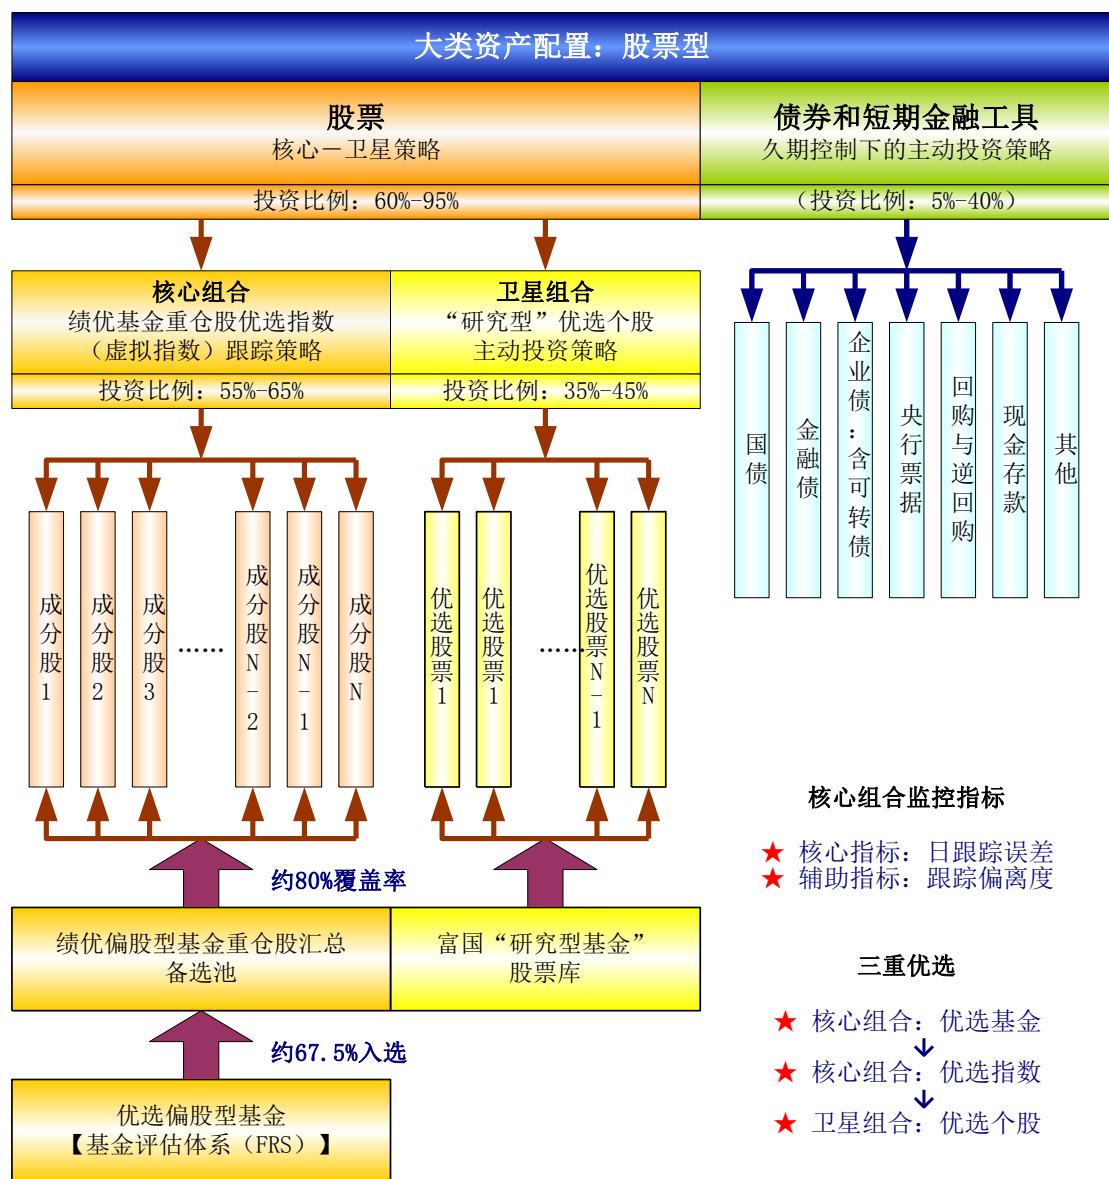 大类资产配置：股票型
股票
核心－卫星策略
投资比例：60%-95%
债券和短期金融工具
久期控制下的主动投资策略
（投资比例：5%-40%）
核心组合
绩优基金重仓股优选指数
（虚拟指数）跟踪策略
投资比例：55%-65%
卫星组合
“研究型”优选个股
主动投资策略
投资比例：35%-45%
国债
金融债
企业债：含可转债
央行票据
回购与逆回购
现金存款
其他
成分股1
成分股2
成分股3
……
成分股N-2
成分股N-1
成分股N
优选股票1
优选股票1
……
优选股票N-1
优选股票N
约80%覆盖率
绩优偏股型基金重仓股汇总
备选池
富国“研究型基金”
股票库
约67.5%入选
优选偏股型基金
【基金评估体系（FRS）】
核心组合监控指标
★ 核心指标：日跟踪误差
★ 辅助指标：跟踪偏离度
三重优选
★ 核心组合：优选基金
★ 核心组合：优选指数
★ 卫星组合：优选个股